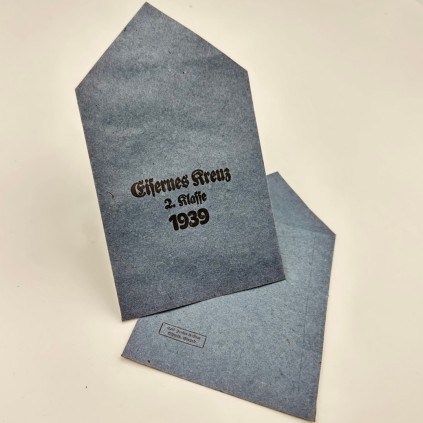 Eisernes Kreuz
2. Klasse
1939